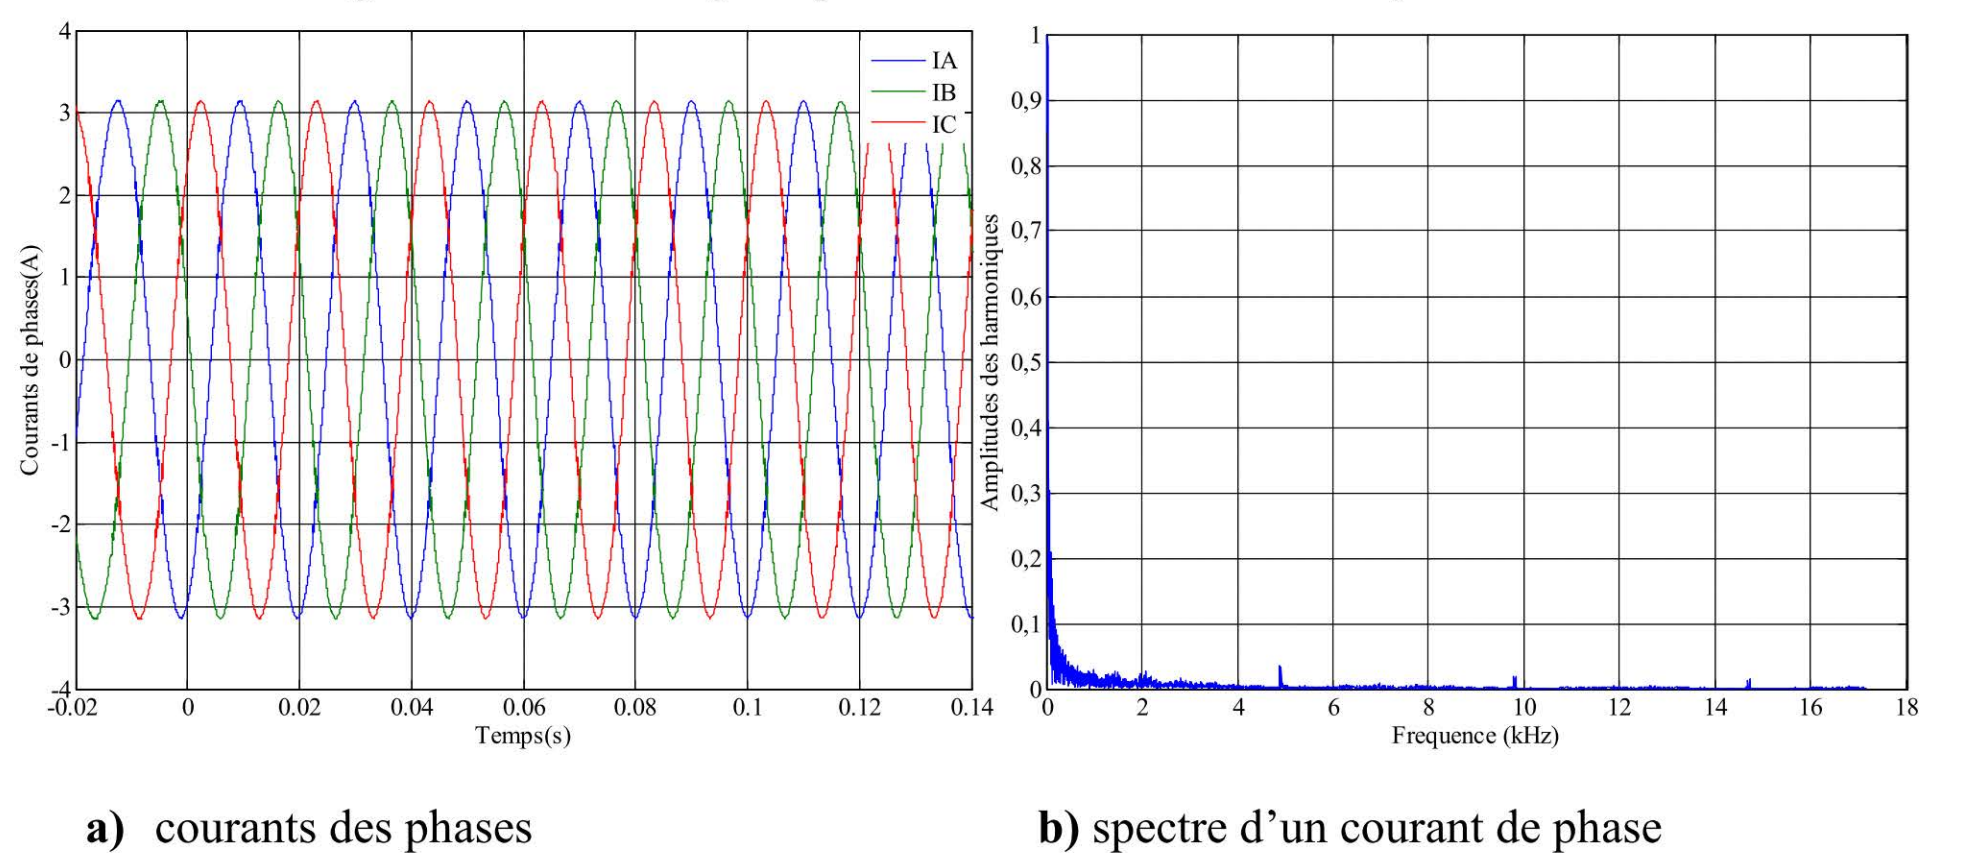 4
3
2
1
0
-1
-2
-3
-4
Courants de phases(A)
IA
IB
IC
-0.02 0 0.02 0.04 0.06 0.08 0.1 0.12 0.14
Temps(s)
1
0,9
0,8
0,7
0,6
0,5
0,4
0,3
0,2
0,1
0
Amplitudes des harmoniques
0 2 4 6 8 10 12 14 16 18
Frequence (kHz)
a) courants des phases
b) spectre d’un courant de phase